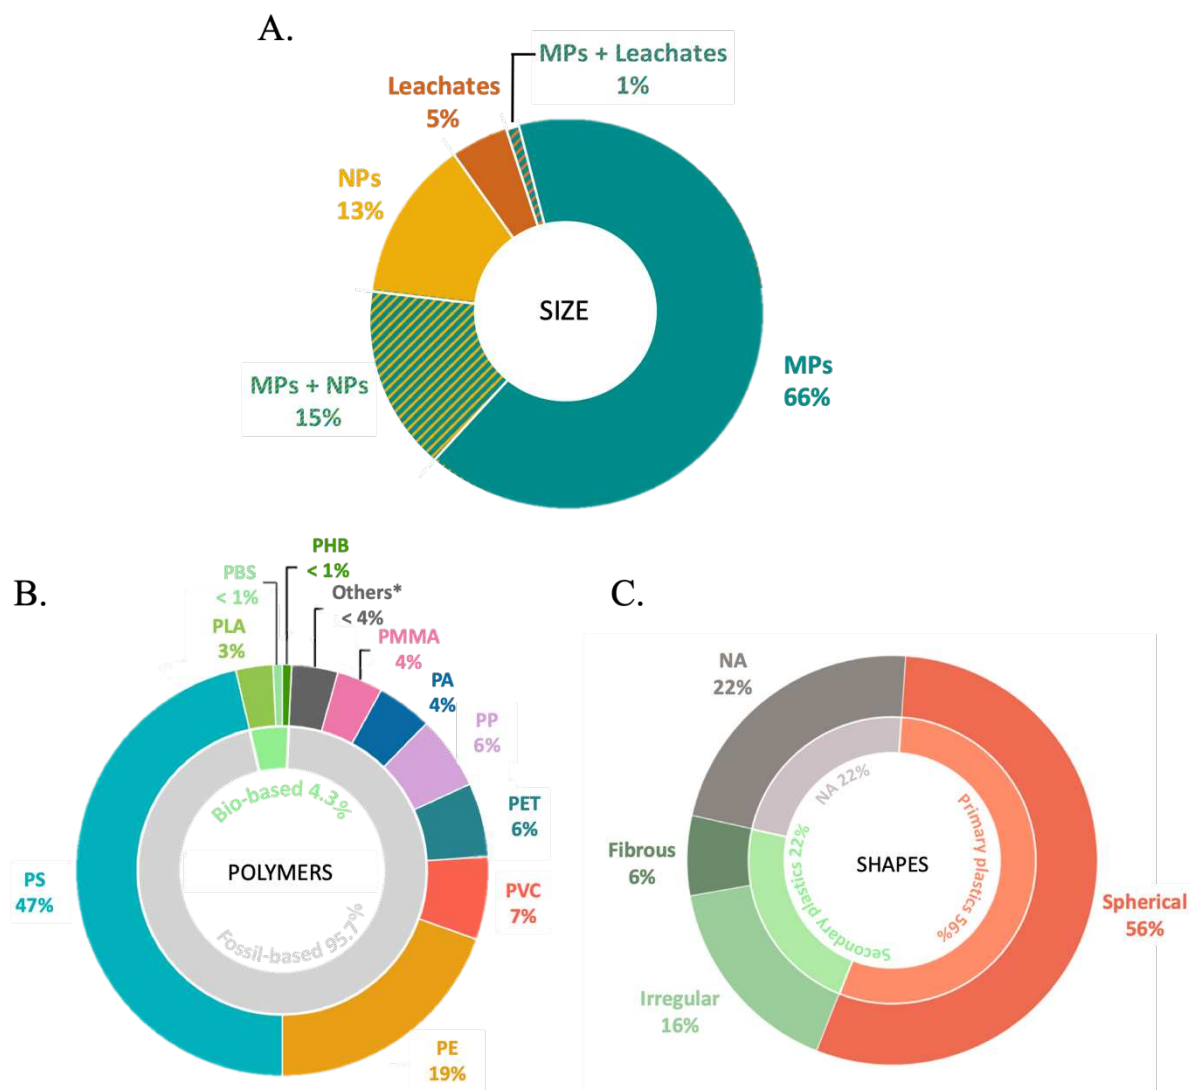 A.
MPs + Leachates
1%
Leachates
5%
NPs
13%
SIZE
MPs
66%
MPs + NPs
15%
B.
PHB
< 1%
PBS
< 1%
Others*
< 4%
PLA
3%
PMMA
4%
PA
4%
PP
6%
PET
6%
PVC
7%
PE
19%
PS
47%
Bio-based 4.3%
POLYMERS
Fossil-based 95.7%
C.
NA
22%
NA 22%
Primary plastics 56%
Secondary plastics 22%
SHAPES
Fibrous
6%
Spherical
56%
Irregular
16%